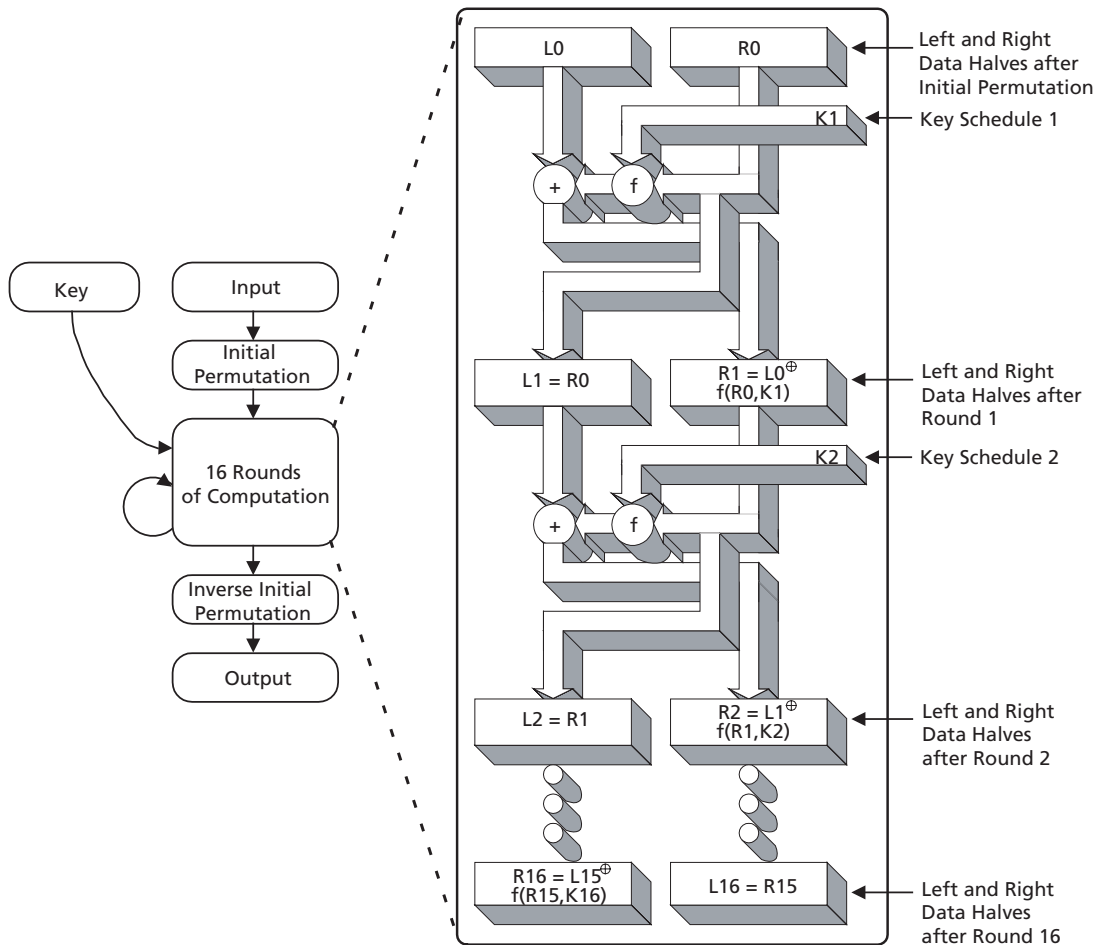 Key
Input
Initial
Permutation
16 Rounds
of Computation
Inverse Initial
Permutation
Output
L0
R0
Left and Right
Data Halves after
Initial Permutation
K1
Key Schedule 1
+
f
L1 = R0
R1 = L0⊕
f(R0,K1)
Left and Right
Data Halves after
Round 1
K2
Key Schedule 2
+
f
L2 = R1
R2 = L1⊕
f(R1,K2)
Left and Right
Data Halves
after Round 2
R16 = L15⊕
f(R15,K16)
L16 = R15
Left and Right
Data Halves
after Round 16